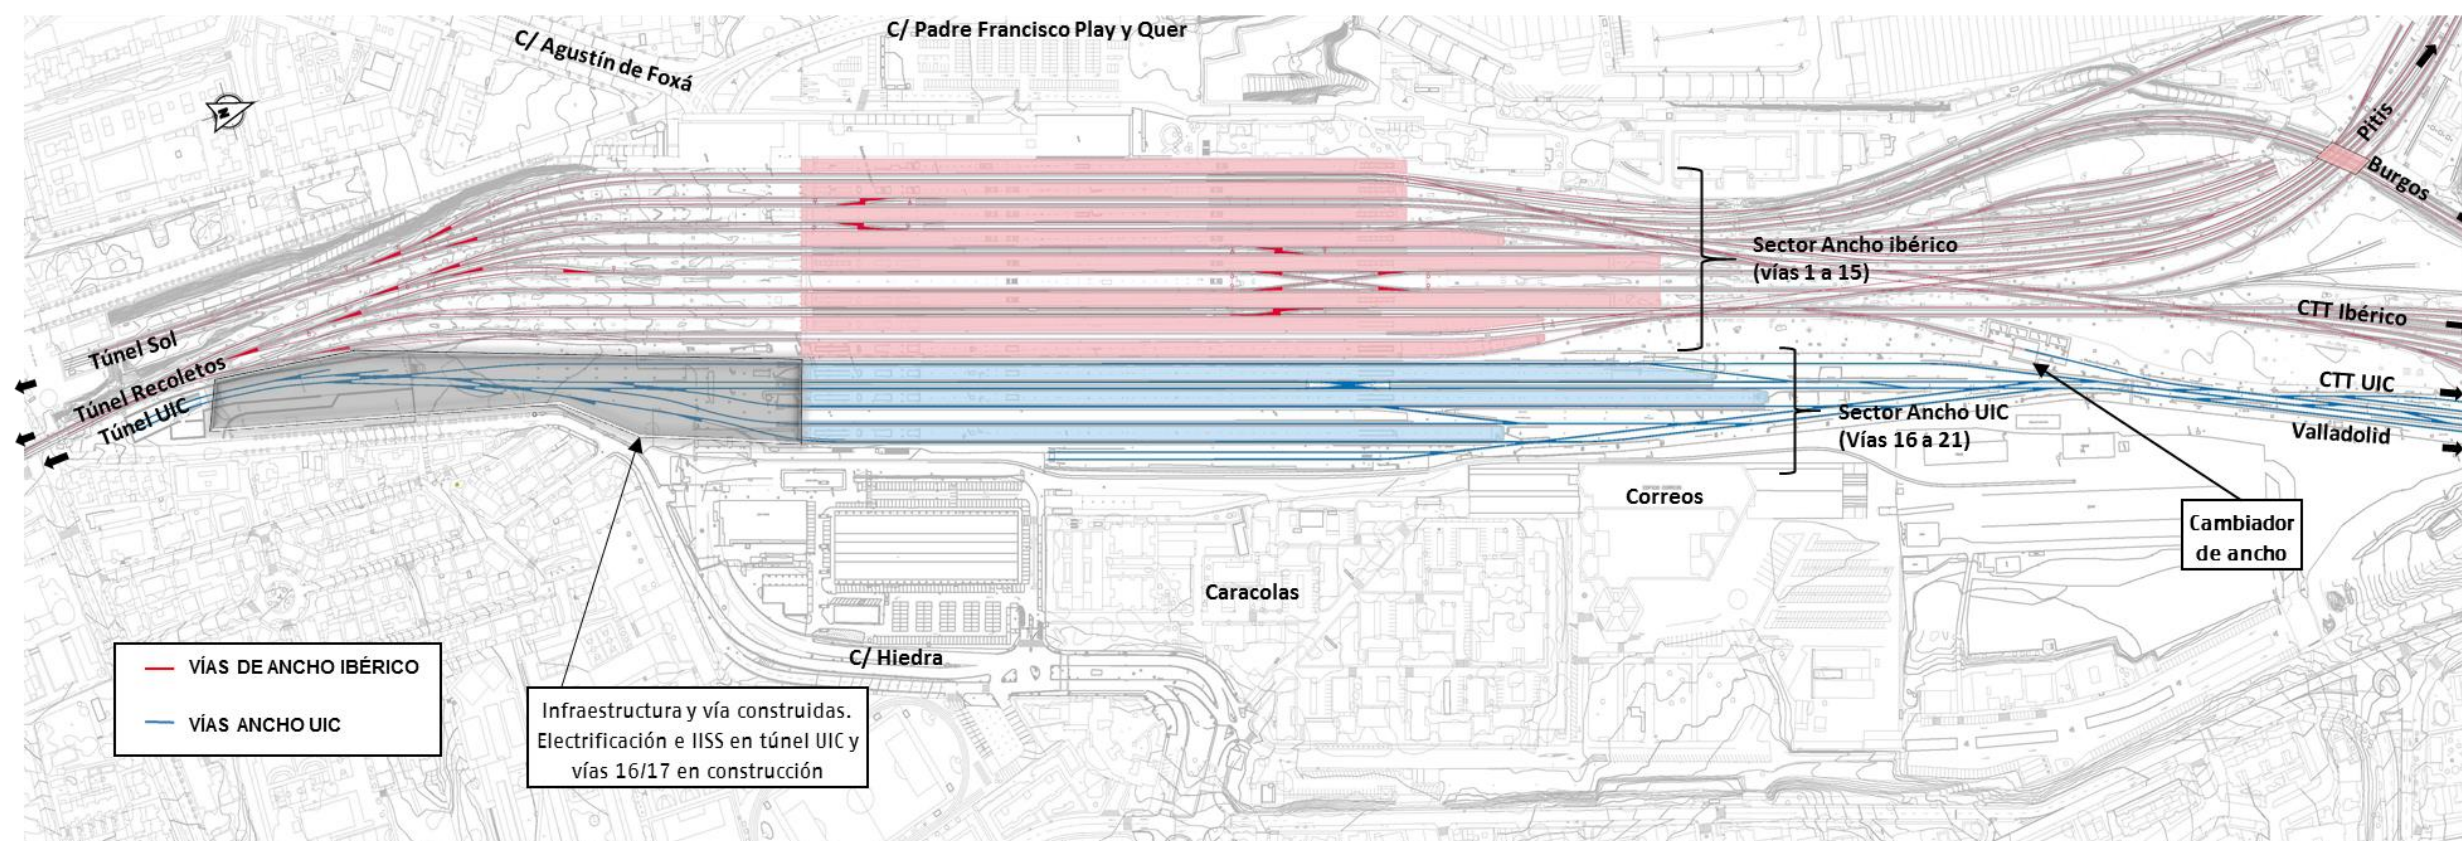 C/ Padre Francisco Play y Quer
C/ Agustín de Foxá
N
Pitis
Burgos
Sector Ancho ibérico
(vías 1 a 15)
CTT Ibérico
Túnel Sol
Túnel Recoletos
Túnel UIC
CTT UIC
Sector Ancho UIC
(Vías 16 a 21)
Valladolid
Correos
Cambiador
de ancho
Caracolas
C/ Hiedra
VÍAS DE ANCHO IBÉRICO
VÍAS ANCHO UIC
Infraestructura y vía construidas.
Electrificación e IISS en túnel UIC y
vías 16/17 en construcción